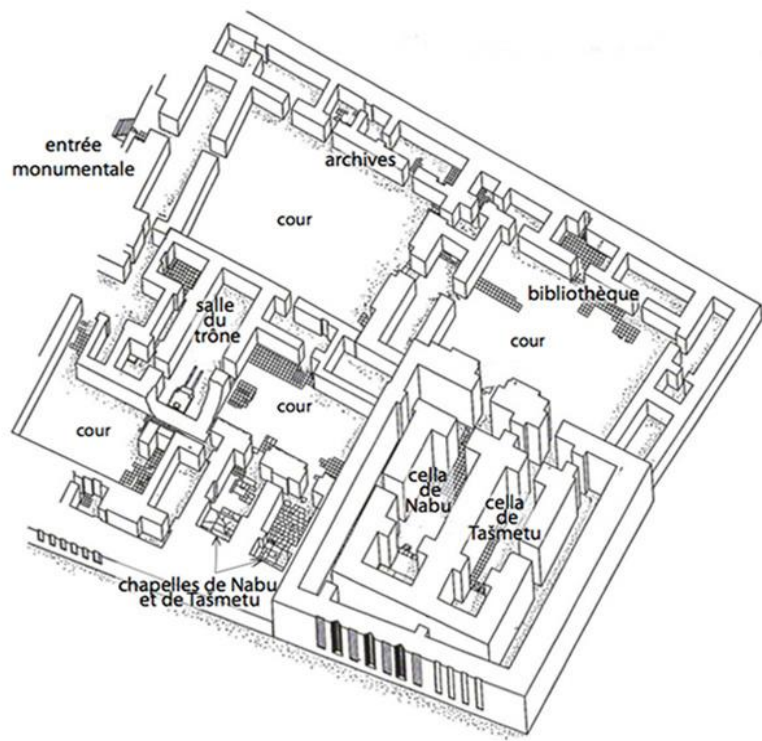 entrée
monumentale
archives
cour
salle
du
trône
bibliothèque
cour
cour
cour
cella
de
Nabu
cella
de
Tašmetu
chapelles de Nabu
et de Tašmetu